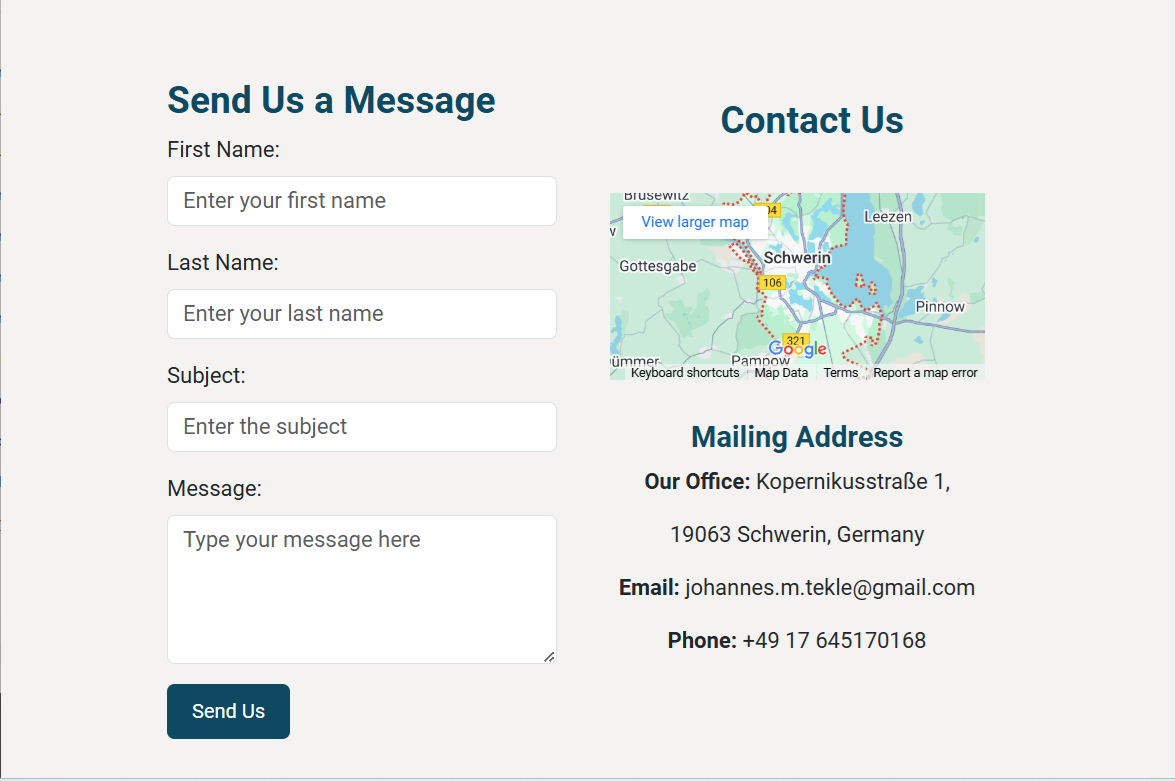 Send Us a Message
First Name:
Enter your first name
Last Name:
Enter your last name
Subject:
Enter the subject
Message:
Type your message here
Send Us
Contact Us
Brüsewitz
104
View larger map
Leezen
Schwerin
Gottesgabe
106
Pinnow
321
Google
Pampow
Keyboard shortcuts Map Data Terms Report a map error
Mailing Address
Our Office: Kopernikusstraße 1,
19063 Schwerin, Germany
Email: johannes.m.tekle@gmail.com
Phone: +49 17 645170168